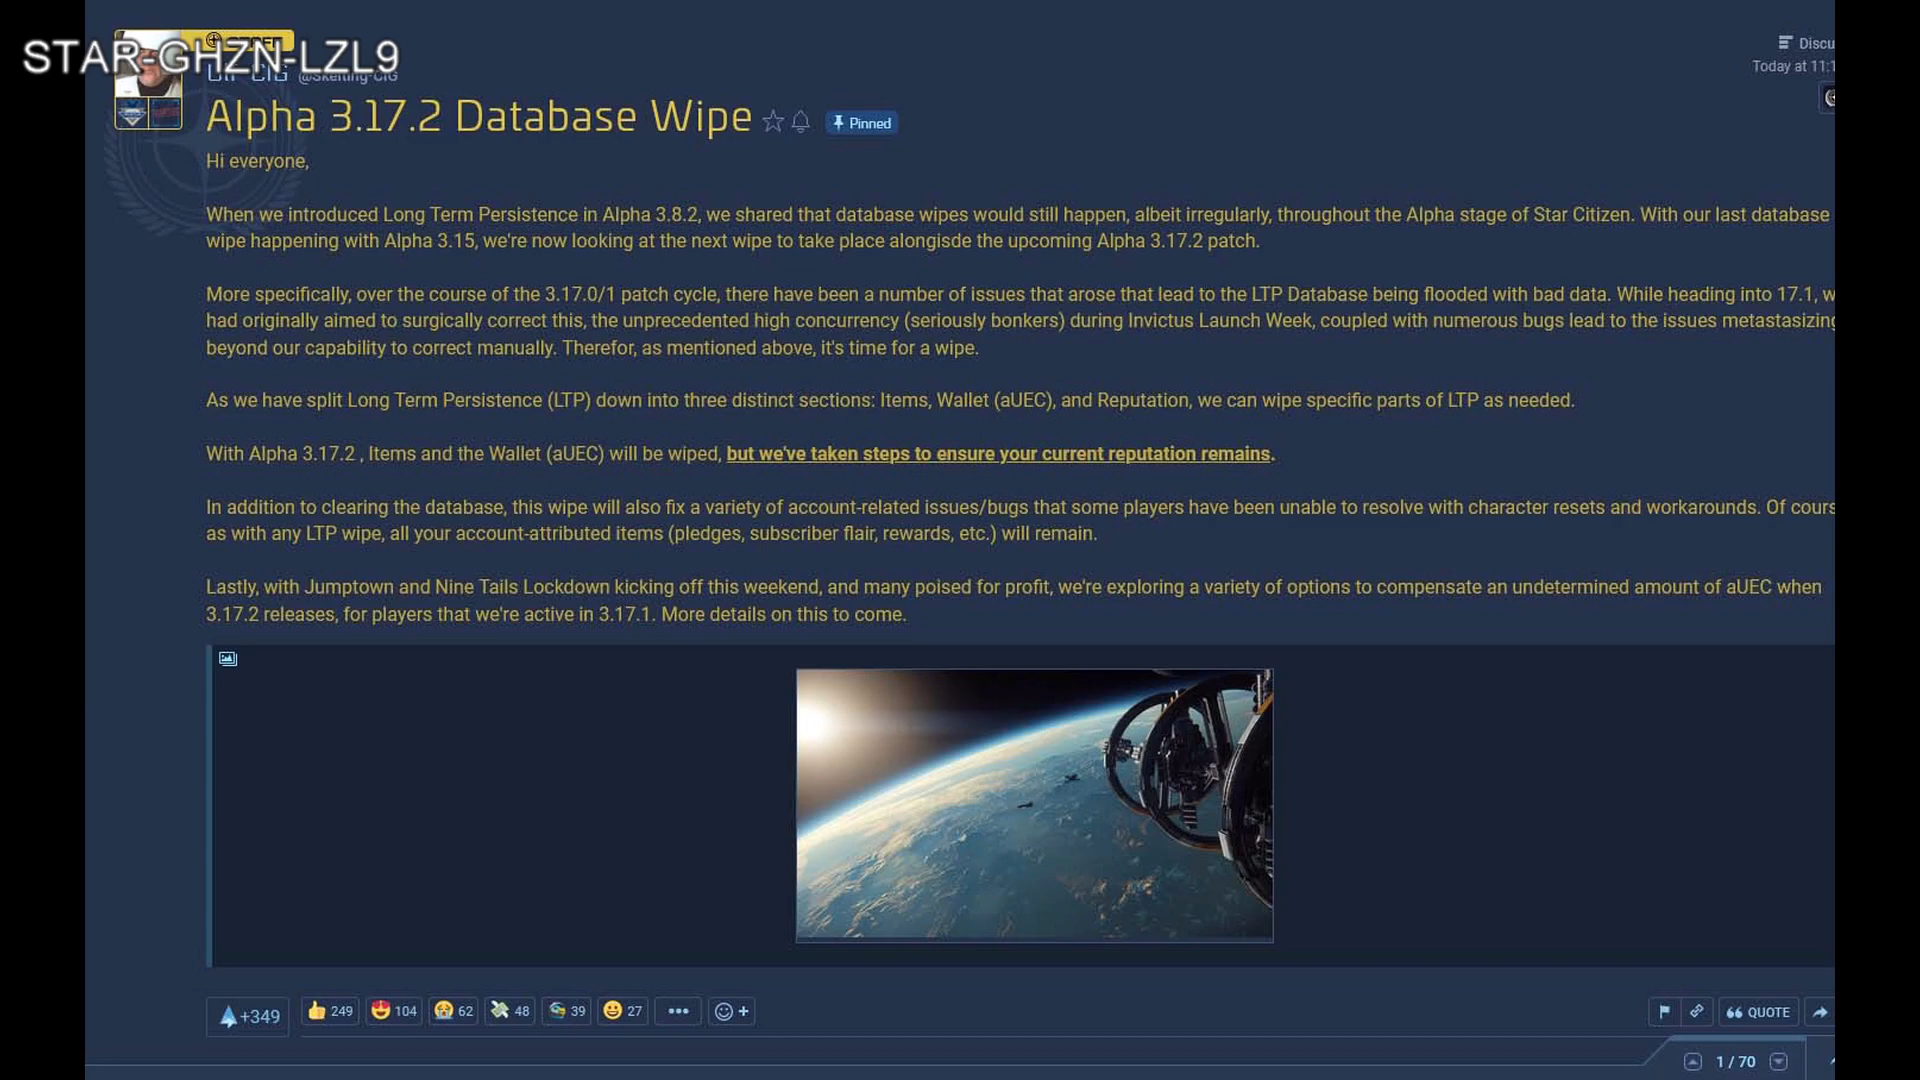 STAR-GHZN-LZL9
Discu
Today at 11:1
CIG @Skelting-CIG
Alpha 3.17.2 Database Wipe Pinned
Hi everyone,
When we introduced Long Term Persistence in Alpha 3.8.2, we shared that database wipes would still happen, albeit irregularly, throughout the Alpha stage of Star Citizen. With our last database
wipe happening with Alpha 3.15, we're now looking at the next wipe to take place alongisde the upcoming Alpha 3.17.2 patch.
More specifically, over the course of the 3.17.0/1 patch cycle, there have been a number of issues that arose that lead to the LTP Database being flooded with bad data. While heading into 17.1, w
had originally aimed to surgically correct this, the unprecedented high concurrency (seriously bonkers) during Invictus Launch Week, coupled with numerous bugs lead to the issues metastasizing
beyond our capability to correct manually. Therefor, as mentioned above, it's time for a wipe.
As we have split Long Term Persistence (LTP) down into three distinct sections: Items, Wallet (aUEC), and Reputation, we can wipe specific parts of LTP as needed.
With Alpha 3.17.2 , Items and the Wallet (aUEC) will be wiped, but we've taken steps to ensure your current reputation remains.
In addition to clearing the database, this wipe will also fix a variety of account-related issues/bugs that some players have been unable to resolve with character resets and workarounds. Of cours
as with any LTP wipe, all your account-attributed items (pledges, subscriber flair, rewards, etc.) will remain.
Lastly, with Jumptown and Nine Tails Lockdown kicking off this weekend, and many poised for profit, we're exploring a variety of options to compensate an undetermined amount of aUEC when
3.17.2 releases, for players that we're active in 3.17.1. More details on this to come.
+349 249 104 62 48 39 27 ••• + QUOTE
1 / 70